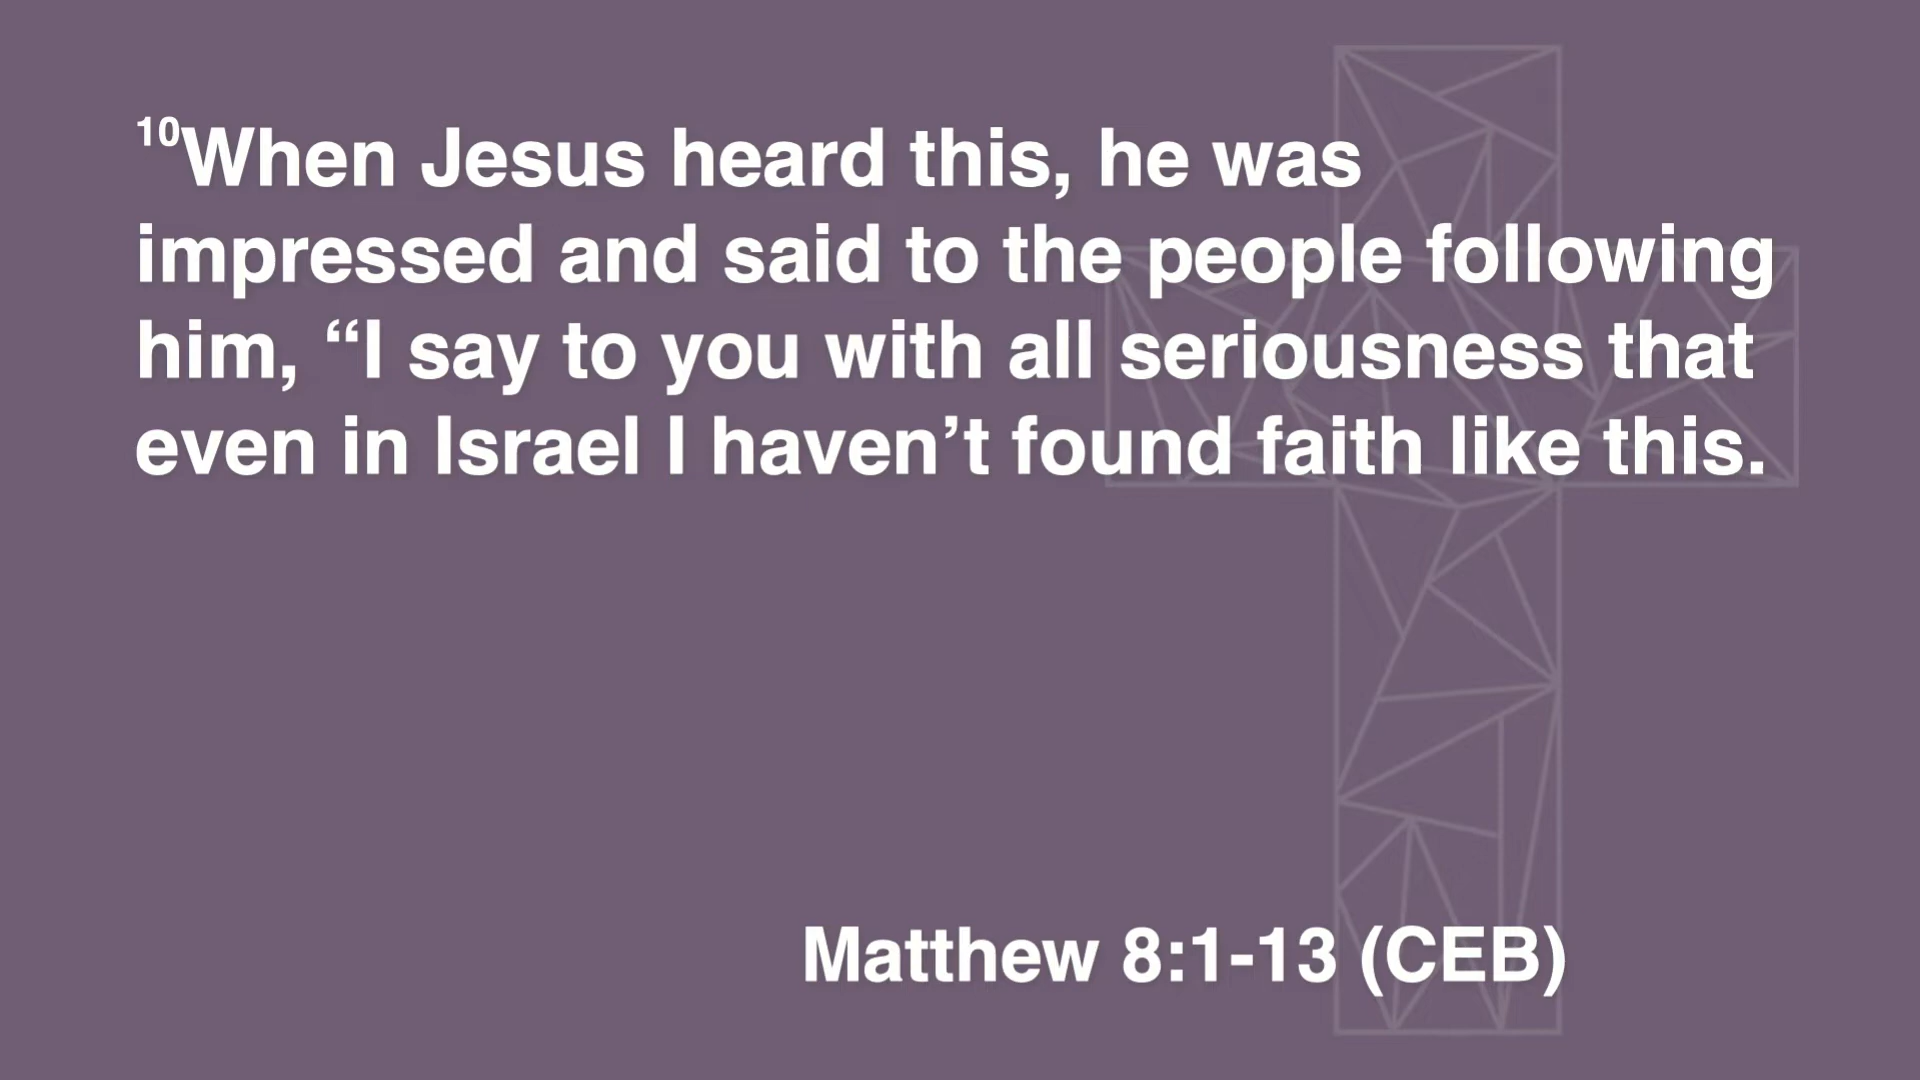 10When Jesus heard this, he was
impressed and said to the people following
him, “I say to you with all seriousness that
even in Israel I haven’t found faith like this.
Matthew 8:1-13 (CEB)